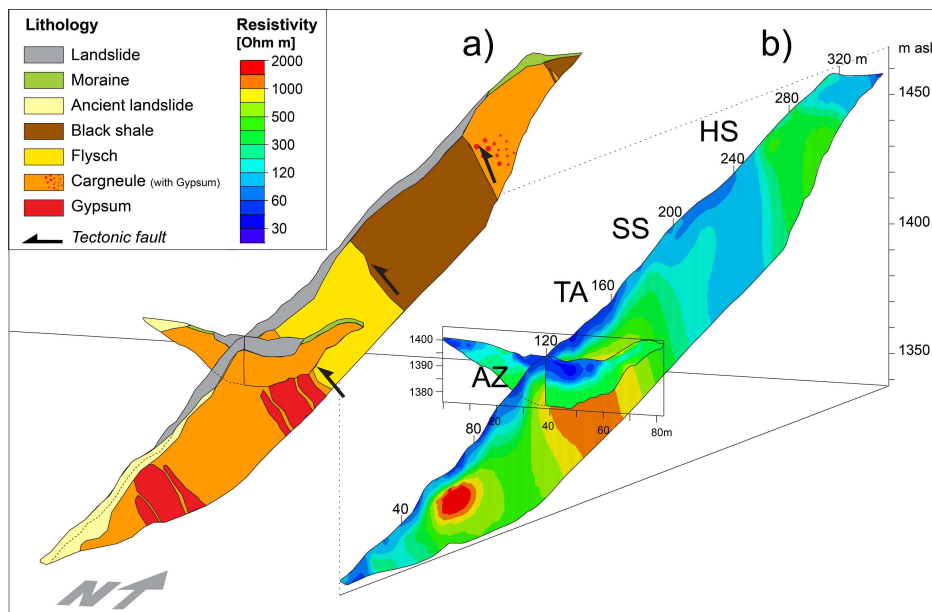 Lithology
Landslide
Moraine
Ancient landslide
Black shale
Flysch
Cargneule (with Gypsum)
Gypsum
Tectonic fault
Resistivity
[Ohm m]
2000
1000
500
300
120
60
30
a)
b)
m asl
320 m
1450
280
HS
240
1400
200
SS
160
TA
1350
1400
1390
1380
120
AZ
20
40
60
80m
80
40
N